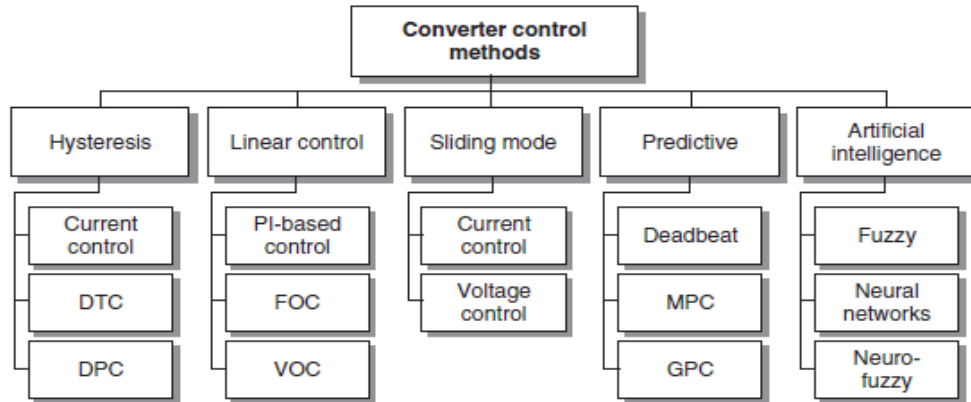 Converter control
methods
Hysteresis
Linear control
Sliding mode
Predictive
Artificial
intelligence
Current
control
DTC
DPC
PI-based
control
FOC
VOC
Current
control
Voltage
control
Deadbeat
MPC
GPC
Fuzzy
Neural
networks
Neuro-
fuzzy